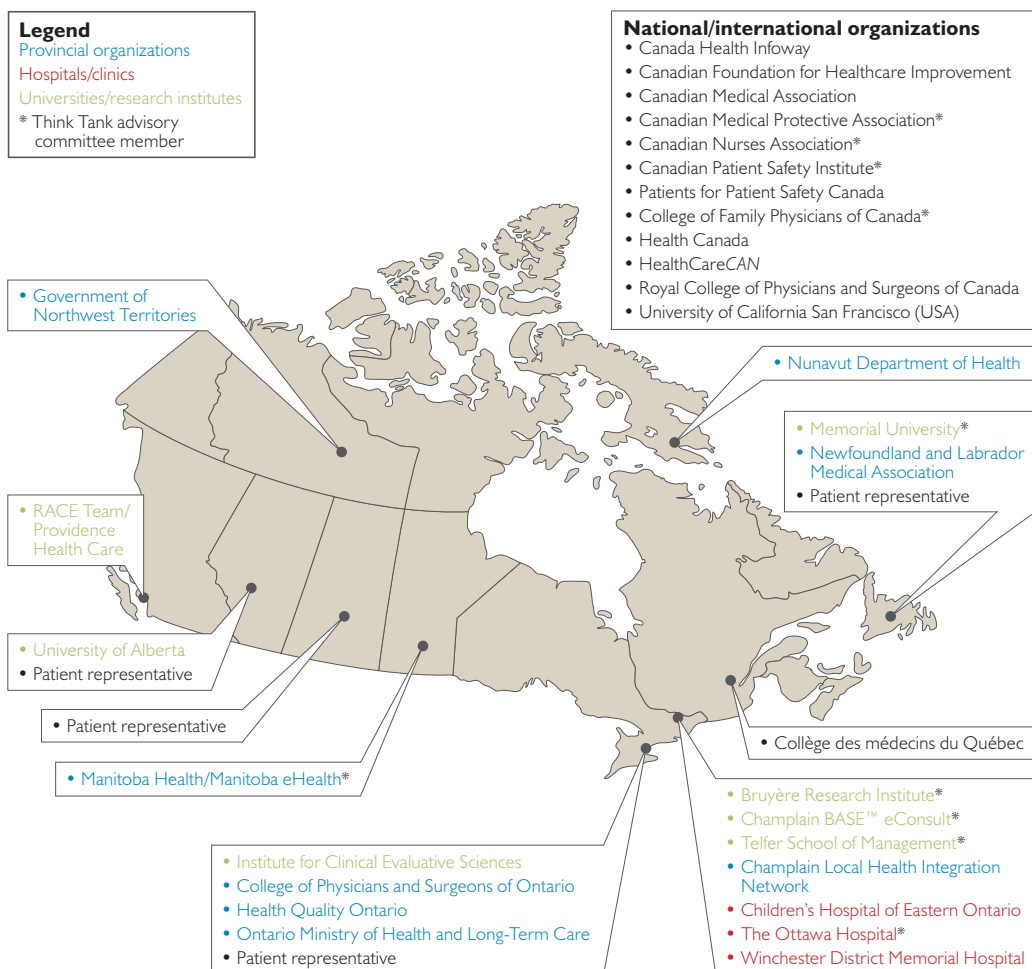 Legend
Provincial organizations
Hospitals/clinics
Universities/research institutes
* Think Tank advisory
committee member
National/international organizations
• Canada Health Infoway
• Canadian Foundation for Healthcare Improvement
• Canadian Medical Association
• Canadian Medical Protective Association*
• Canadian Nurses Association*
• Canadian Patient Safety Institute*
• Patients for Patient Safety Canada
• College of Family Physicians of Canada*
• Health Canada
• HealthCareCAN
• Royal College of Physicians and Surgeons of Canada
• University of California San Francisco (USA)
• Government of
Northwest Territories
• Nunavut Department of Health
• Memorial University*
• Newfoundland and Labrador
Medical Association
• Patient representative
• RACE Team/
Providence
Health Care
• University of Alberta
• Patient representative
• Patient representative
• Collège des médecins du Québec
• Manitoba Health/Manitoba eHealth*
• Bruyère Research Institute*
• Champlain BASE™ eConsult*
• Telfer School of Management*
• Champlain Local Health Integration
Network
• Children's Hospital of Eastern Ontario
• The Ottawa Hospital*
• Winchester District Memorial Hospital
• Institute for Clinical Evaluative Sciences
• College of Physicians and Surgeons of Ontario
• Health Quality Ontario
• Ontario Ministry of Health and Long-Term Care
• Patient representative